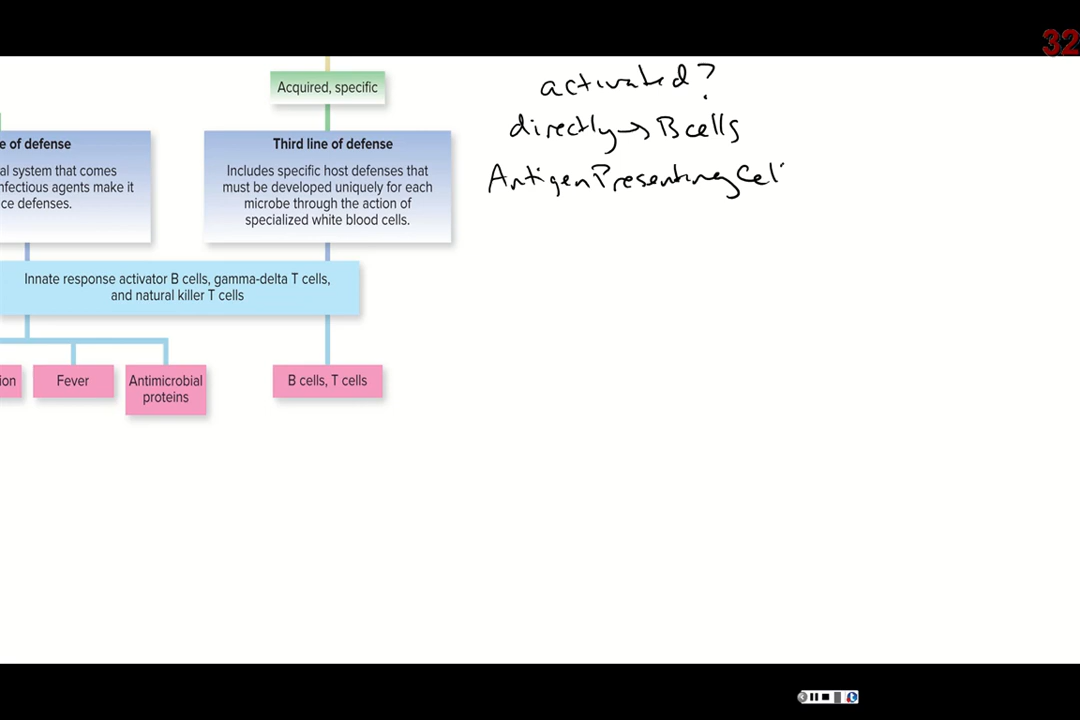 32
Acquired, specific
activated?
directly → B cells
Antigen Presenting Cel
e of defense
al system that comes
nfectious agents make it
ce defenses.
Third line of defense
Includes specific host defenses that
must be developed uniquely for each
microbe through the action of
specialized white blood cells.
Innate response activator B cells, gamma-delta T cells,
and natural killer T cells
ion
Fever
Antimicrobial
proteins
B cells, T cells